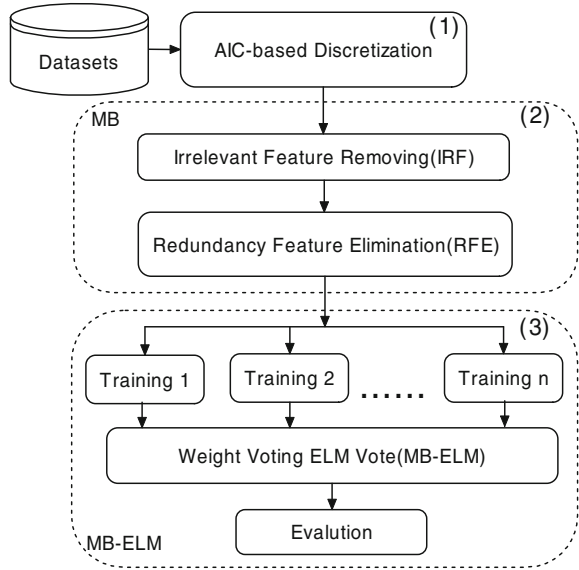 Datasets
AIC-based Discretization
(1)
MB
(2)
Irrelevant Feature Removing(IRF)
Redundancy Feature Elimination(RFE)
(3)
Training 1
Training 2
......
Training n
Weight Voting ELM Vote(MB-ELM)
Evalution
MB-ELM